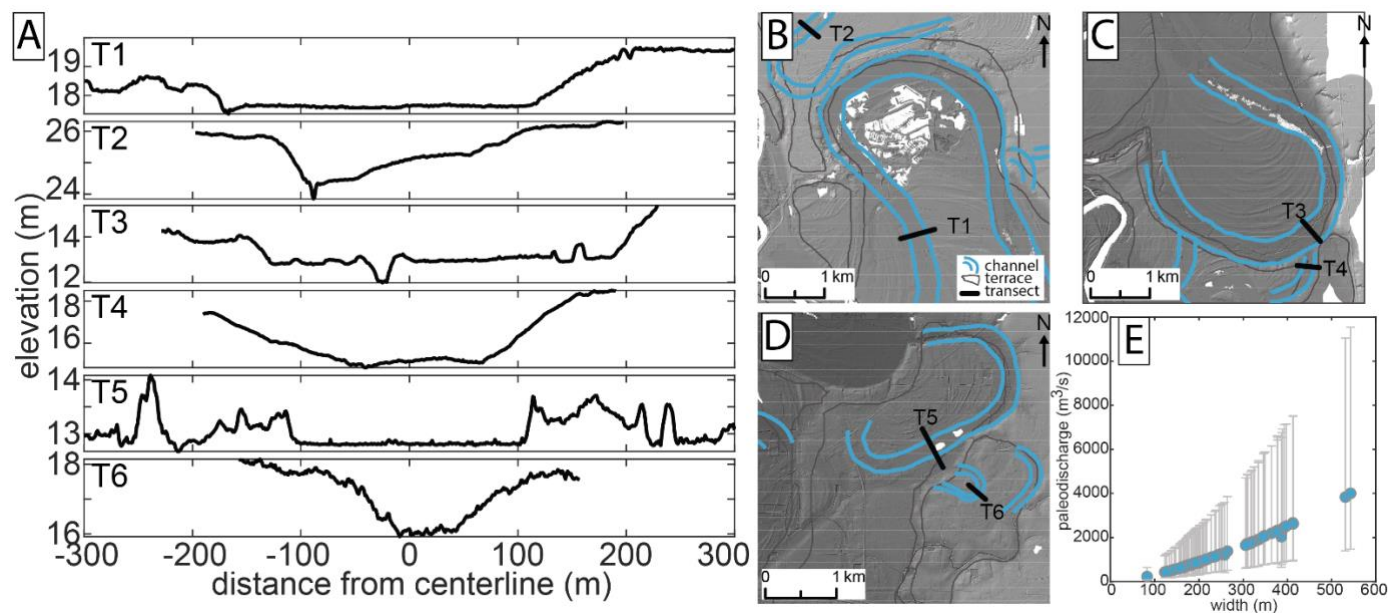 A
T1
19
18
T2
26
24
T3
14
12
T4
18
16
T5
14
13
T6
18
16
elevation (m)
-300 -200 -100 0 100 200 300
distance from centerline (m)
B
T2
N
T1
0 1 km
channel
terrace
transect
C
N
T3
T4
0 1 km
D
N
T5
T6
0 1 km
E
12000
10000
8000
6000
4000
2000
0
paleodischarge (m³/s)
0 100 200 300 400 500 600
width (m)